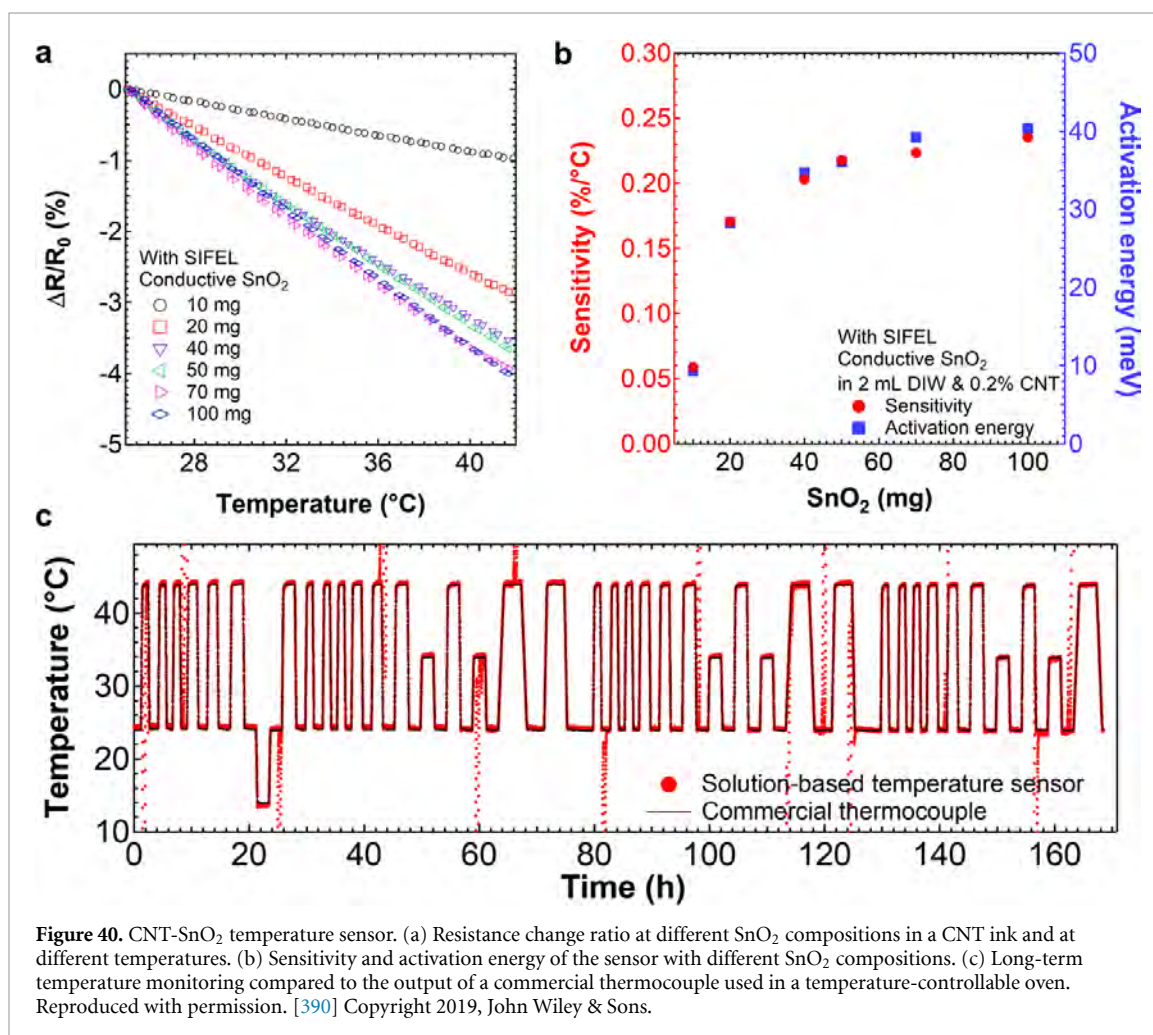 a
0
-1
-2
-3
-4
-5
ΔR/R₀ (%)
With SIFEL
Conductive SnO₂
10 mg
20 mg
40 mg
50 mg
70 mg
100 mg
28 32 36 40
Temperature (°C)
b
0.30
0.25
0.20
0.15
0.10
0.05
0.00
Sensitivity (%/°C)
50
40
30
20
10
0
Activation energy (meV)
With SIFEL
Conductive SnO₂
in 2 mL DIW & 0.2% CNT
Sensitivity
Activation energy
20 40 60 80 100
SnO₂ (mg)
c
40
30
20
10
Temperature (°C)
Solution-based temperature sensor
Commercial thermocouple
0 20 40 60 80 100 120 140 160
Time (h)
Figure 40. CNT-SnO₂ temperature sensor. (a) Resistance change ratio at different SnO₂ compositions in a CNT ink and at
different temperatures. (b) Sensitivity and activation energy of the sensor with different SnO₂ compositions. (c) Long-term
temperature monitoring compared to the output of a commercial thermocouple used in a temperature-controllable oven.
Reproduced with permission. [390] Copyright 2019, John Wiley & Sons.